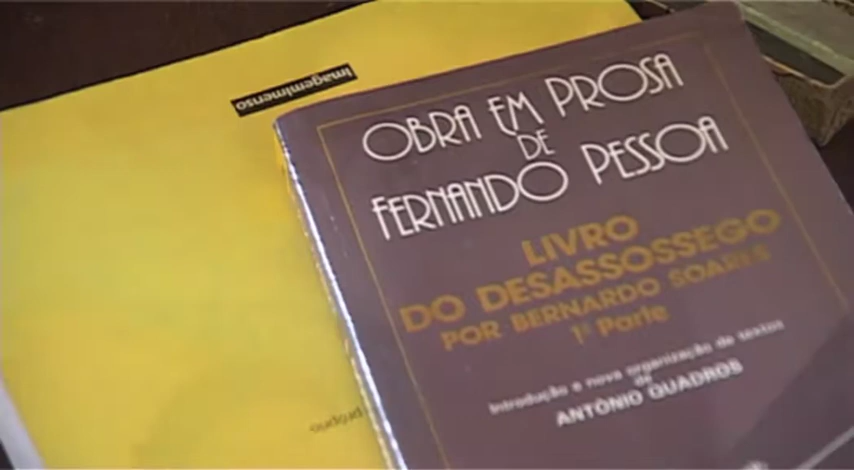 imagemimenso
OBRA EM PROSA
DE
FERNANDO PESSOA
LIVRO
DO DESASSOSSEGO
POR BERNARDO SOARES
1ª Parte
Introdução e nova organização de textos
de
ANTÓNIO QUADROS
próprios